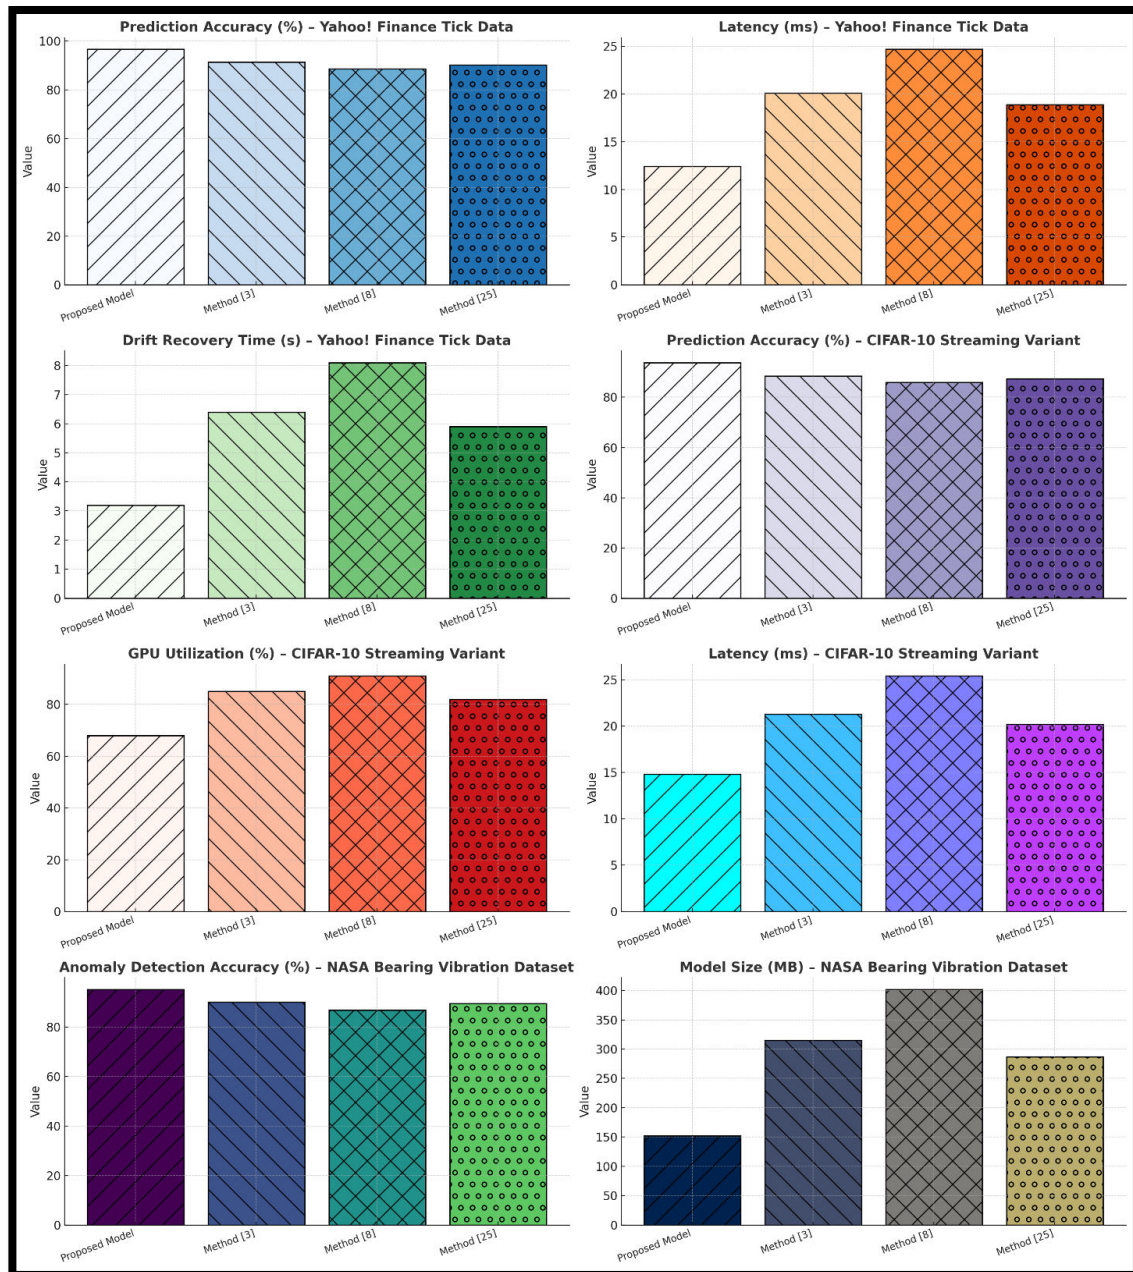 Prediction Accuracy (%) – Yahoo! Finance Tick Data
100
80
60
40
20
0
Value
Proposed Model
Method [3]
Method [8]
Method [25]
Latency (ms) – Yahoo! Finance Tick Data
25
20
15
10
5
0
Value
Proposed Model
Method [3]
Method [8]
Method [25]
Drift Recovery Time (s) – Yahoo! Finance Tick Data
8
7
6
5
4
3
2
1
0
Value
Proposed Model
Method [3]
Method [8]
Method [25]
Prediction Accuracy (%) – CIFAR-10 Streaming Variant
80
60
40
20
0
Value
Proposed Model
Method [3]
Method [8]
Method [25]
GPU Utilization (%) – CIFAR-10 Streaming Variant
80
60
40
20
0
Value
Proposed Model
Method [3]
Method [8]
Method [25]
Latency (ms) – CIFAR-10 Streaming Variant
25
20
15
10
5
0
Value
Proposed Model
Method [3]
Method [8]
Method [25]
Anomaly Detection Accuracy (%) – NASA Bearing Vibration Dataset
80
60
40
20
0
Value
Proposed Model
Method [3]
Method [8]
Method [25]
Model Size (MB) – NASA Bearing Vibration Dataset
400
350
300
250
200
150
100
50
0
Value
Proposed Model
Method [3]
Method [8]
Method [25]